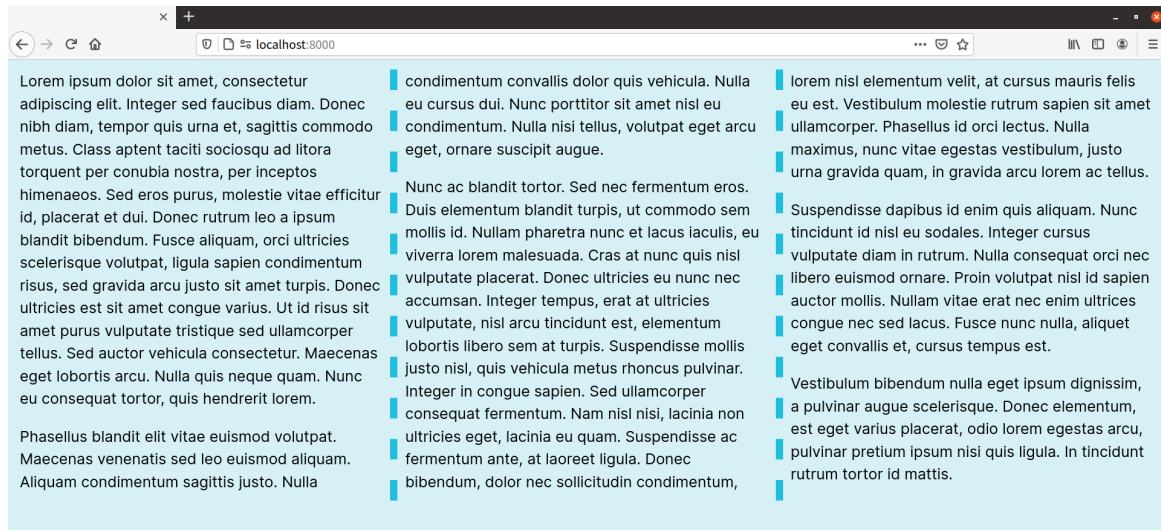 localhost:8000
Lorem ipsum dolor sit amet, consectetur
adipiscing elit. Integer sed faucibus diam. Donec
nibh diam, tempor quis urna et, sagittis commodo
metus. Class aptent taciti sociosqu ad litora
torquent per conubia nostra, per inceptos
himenaeos. Sed eros purus, molestie vitae efficitur
id, placerat et dui. Donec rutrum leo a ipsum
blandit bibendum. Fusce aliquam, orci ultricies
scelerisque volutpat, ligula sapien condimentum
risus, sed gravida arcu justo sit amet turpis. Donec
ultricies est sit amet congue varius. Ut id risus sit
amet purus vulputate tristique sed ullamcorper
tellus. Sed auctor vehicula consectetur. Maecenas
eget lobortis arcu. Nulla quis neque quam. Nunc
eu consequat tortor, quis hendrerit lorem.
Phasellus blandit elit vitae euismod volutpat.
Maecenas venenatis sed leo euismod aliquam.
Aliquam condimentum sagittis justo. Nulla
condimentum convallis dolor quis vehicula. Nulla
eu cursus dui. Nunc porttitor sit amet nisl eu
condimentum. Nulla nisi tellus, volutpat eget arcu
eget, ornare suscipit augue.
Nunc ac blandit tortor. Sed nec fermentum eros.
Duis elementum blandit turpis, ut commodo sem
mollis id. Nullam pharetra nunc et lacus iaculis, eu
viverra lorem malesuada. Cras at nunc quis nisl
vulputate placerat. Donec ultricies eu nunc nec
accumsan. Integer tempus, erat at ultricies
vulputate, nisl arcu tincidunt est, elementum
lobortis libero sem at turpis. Suspendisse mollis
justo nisl, quis vehicula metus rhoncus pulvinar.
Integer in congue sapien. Sed ullamcorper
consequat fermentum. Nam nisl nisi, lacinia non
ultricies eget, lacinia eu quam. Suspendisse ac
fermentum ante, at laoreet ligula. Donec
bibendum, dolor nec sollicitudin condimentum,
lorem nisl elementum velit, at cursus mauris felis
eu est. Vestibulum molestie rutrum sapien sit amet
ullamcorper. Phasellus id orci lectus. Nulla
maximus, nunc vitae egestas vestibulum, justo
urna gravida quam, in gravida arcu lorem ac tellus.
Suspendisse dapibus id enim quis aliquam. Nunc
tincidunt id nisl eu sodales. Integer cursus
vulputate diam in rutrum. Nulla consequat orci nec
libero euismod ornare. Proin volutpat nisl id sapien
auctor mollis. Nullam vitae erat nec enim ultrices
congue nec sed lacus. Fusce nunc nulla, aliquet
eget convallis et, cursus tempus est.
Vestibulum bibendum nulla eget ipsum dignissim,
a pulvinar augue scelerisque. Donec elementum,
est eget varius placerat, odio lorem egestas arcu,
pulvinar pretium ipsum nisi quis ligula. In tincidunt
rutrum tortor id mattis.